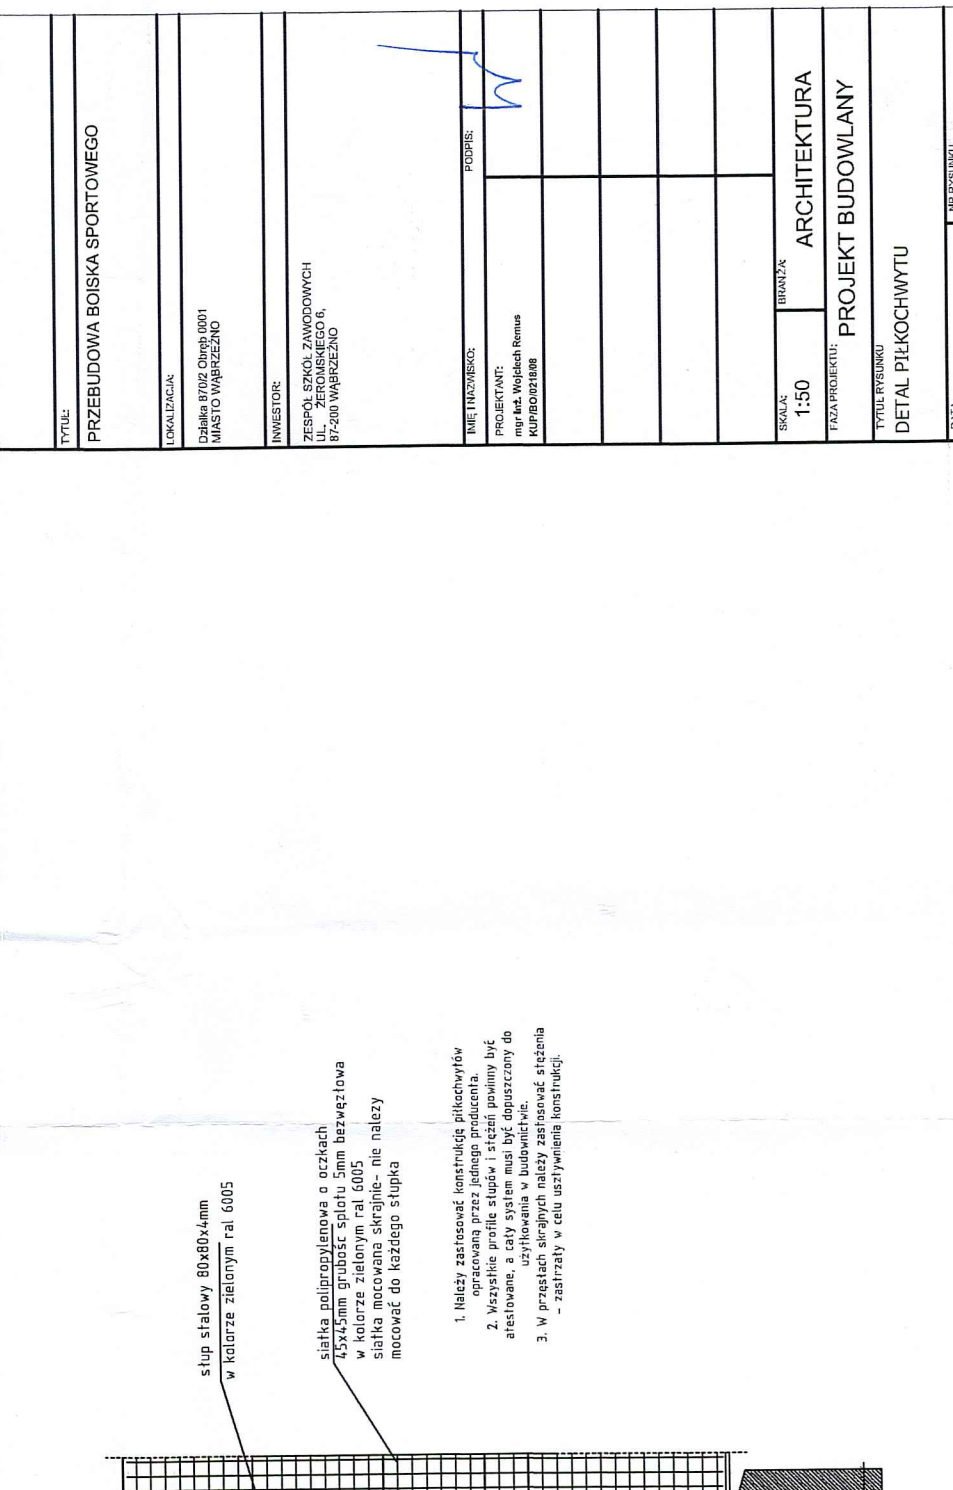 TYTUŁ:
PRZEBUDOWA BOISKA SPORTOWEGO
LOKALIZACJA:
Działka 870/2 Obręb 0001
MIASTO WĄBRZEŹNO
INWESTOR:
ZESPÓŁ SZKÓŁ ZAWODOWYCH
UL. ŻEROMSKIEGO 6,
87-200 WĄBRZEŹNO
IMIĘ I NAZWISKO:
PODPIS:
PROJEKTANT:
mgr inż. Wojciech Remus
KUP/BO/0218/08
SKALA:
1:50
BRANŻA:
ARCHITEKTURA
FAZA PROJEKTU:
PROJEKT BUDOWLANY
TYTUŁ RYSUNKU
DETAL PIŁKOCHWYTU
NR RYSUNKU
słup stalowy 80x80x4mm
w kolorze zielonym ral 6005
siatka polipropylenowa o oczkach
45x45mm grubośc splotu 5mm bezwęzłowa
w kolorze zielonym ral 6005
siatka mocowana skrajnie- nie nalezy
mocować do każdego słupka
1. Należy zastosować konstrukcję piłkochwytów
opracowaną przez jednego producenta.
2. Wszystkie profile słupów i stężeń powinny być
atestowane, a cały system musi być dopuszczony do
użytkowania w budownictwie.
3. W przęsłach skrajnych należy zastosować stężenia
- zastrzały w celu usztywnienia konstrukcji.